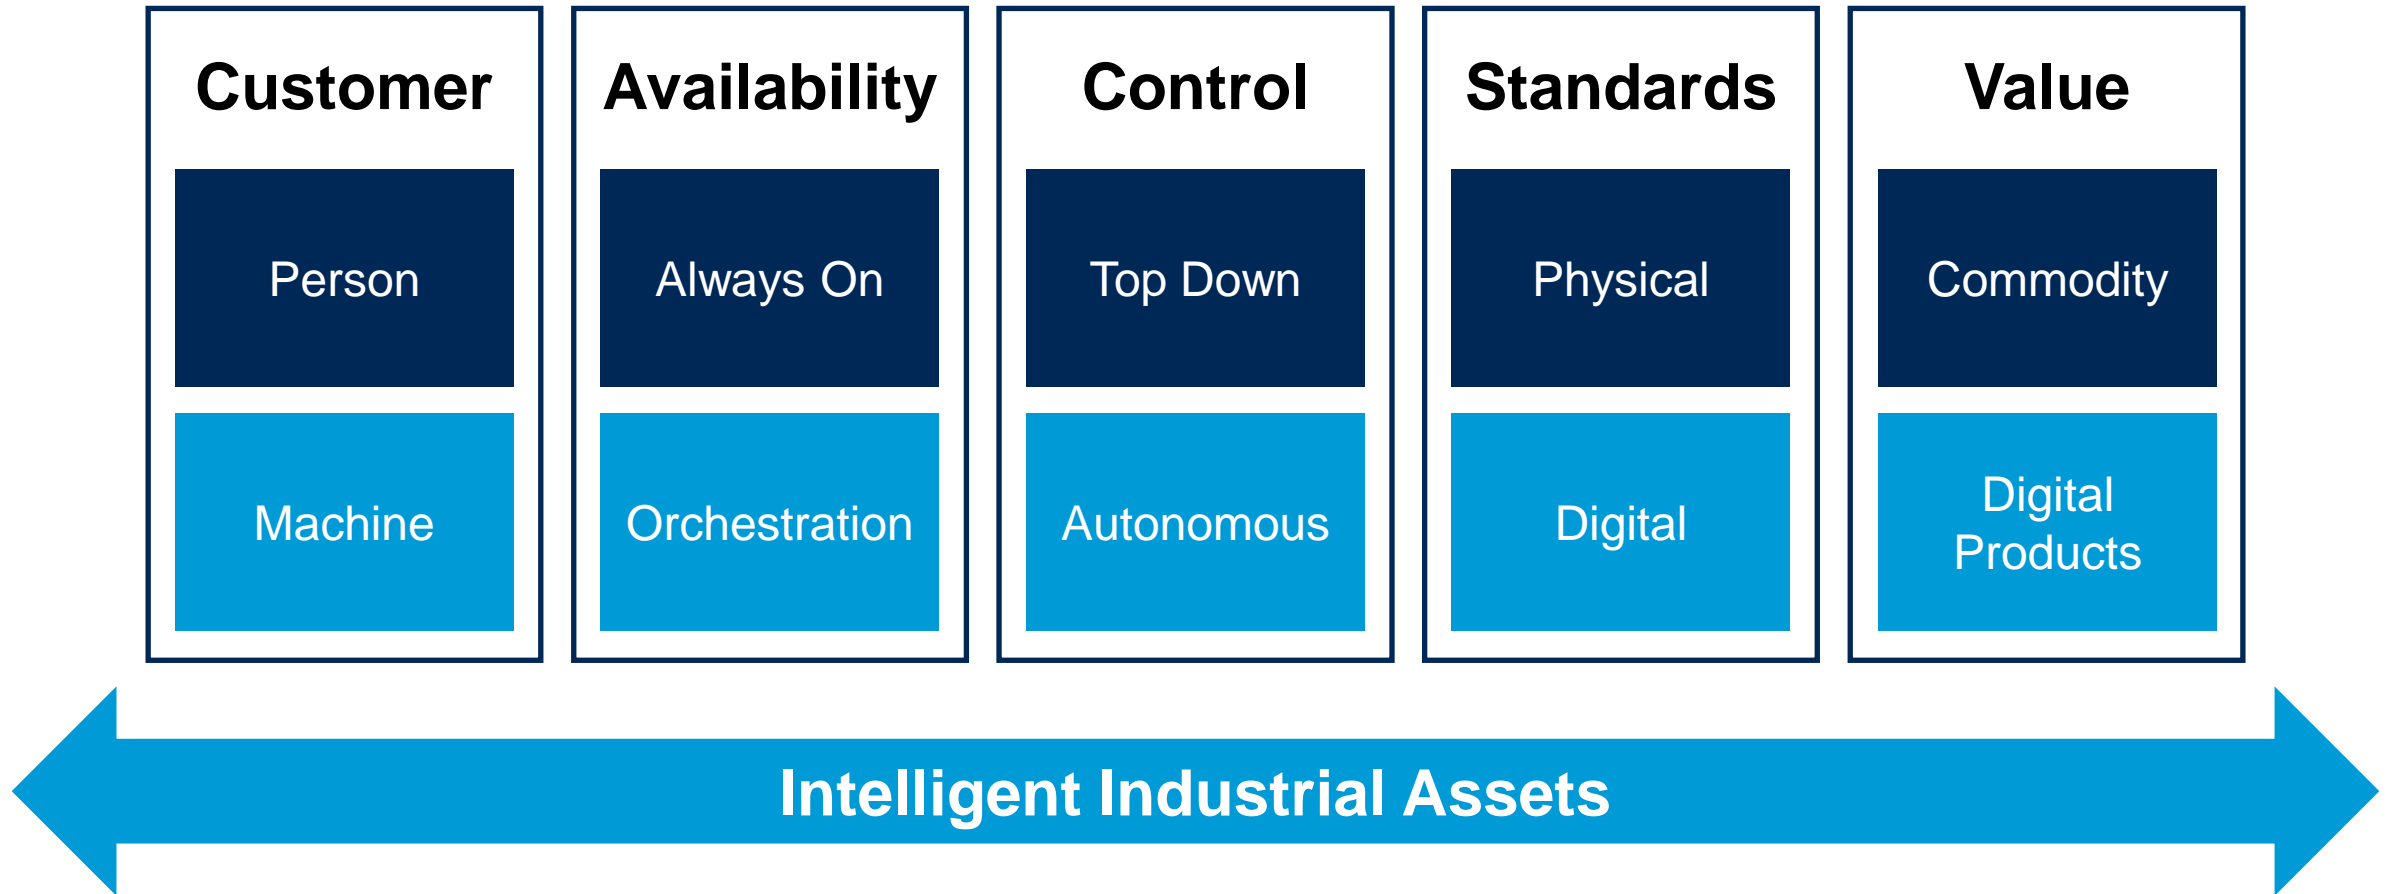 Customer
Person
Machine
Availability
Always On
Orchestration
Control
Top Down
Autonomous
Standards
Physical
Digital
Value
Commodity
Digital
Products
Intelligent Industrial Assets